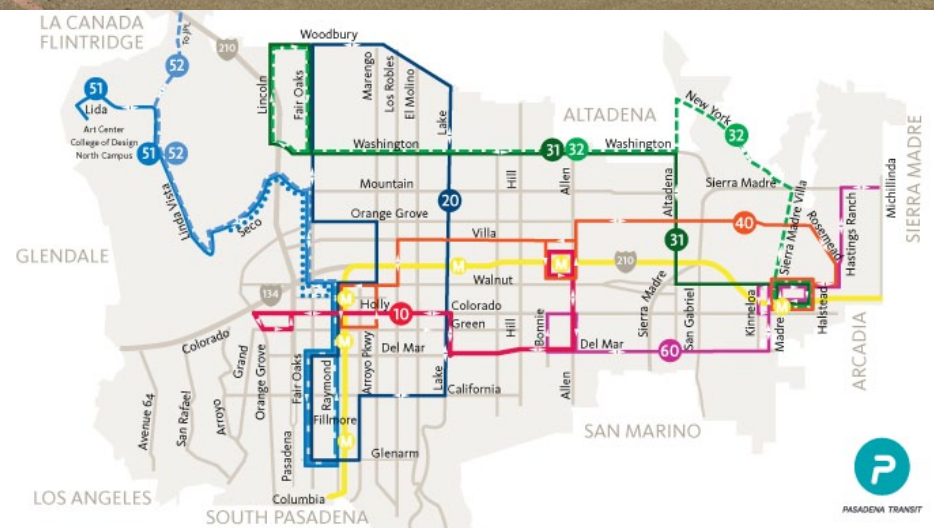 LA CANADA
FLINTRIDGE
To JPL
210
52
Woodbury
51
Lida
Art Center
College of Design
North Campus
51
52
Lincoln
Fair Oaks
Marengo
Los Robles
El Molino
Lake
ALTADENA
New York
32
Washington
31
32
Washington
SIERRA MADRE
Mountain
Hill
Allen
Altadena
Sierra Madre
Michillinda
20
Orange Grove
Linda Vista
Seco
Villa
31
40
Sierra Madre Villa
Rosemead
Hastings Ranch
GLENDALE
M
M
210
Walnut
134
M
Holly
10
Colorado
Green
Hill
Bonnie
Sierra Madre
San Gabriel
Kinneloa
M
Madre
Halstead
Colorado
M
Del Mar
Del Mar
60
ARCADIA
Grand
Orange Grove
Fair Oaks
Raymond
Arroyo Pkwy
Lake
California
Allen
Avenue 64
San Rafael
Arroyo
Fillmore
M
SAN MARINO
Pasadena
Glenarm
LOS ANGELES
Columbia
SOUTH PASADENA
P
PASADENA TRANSIT